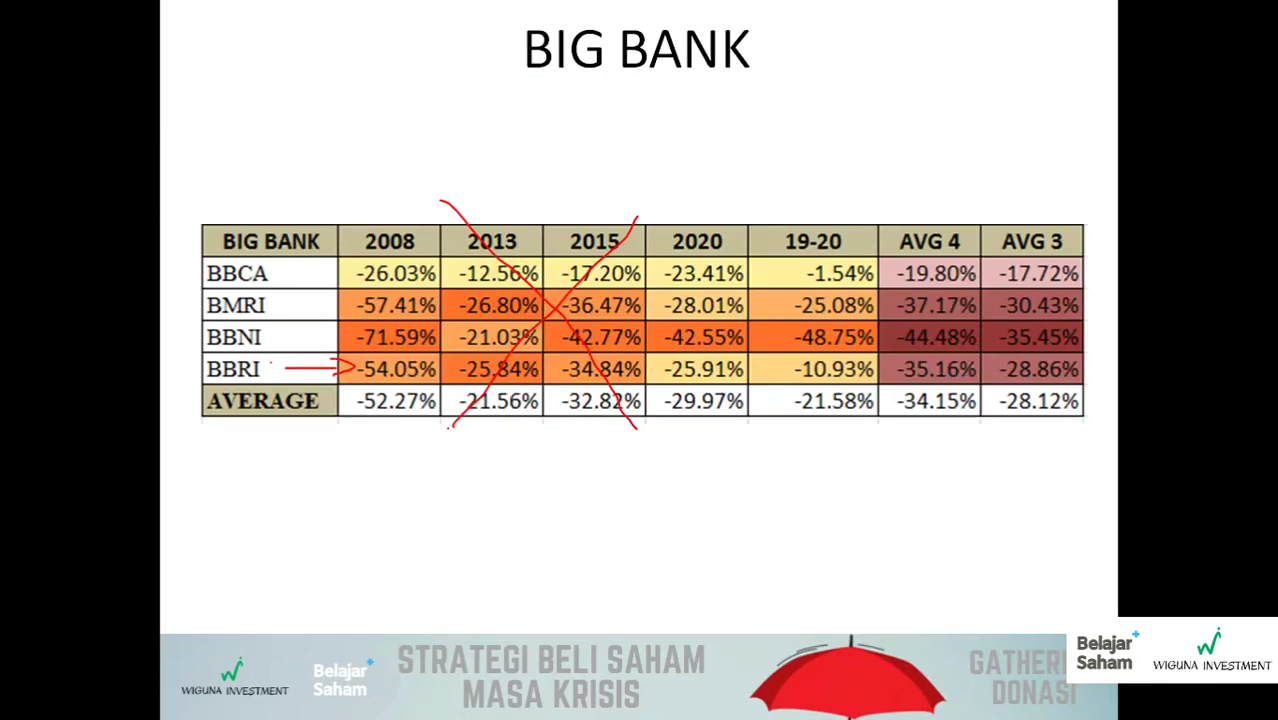 BIG BANK
BIG BANK 2008 2013 2015 2020 19-20 AVG 4 AVG 3
BBCA -26.03% -12.56% -17.20% -23.41% -1.54% -19.80% -17.72%
BMRI -57.41% -26.80% -36.47% -28.01% -25.08% -37.17% -30.43%
BBNI -71.59% -21.03% -42.77% -42.55% -48.75% -44.48% -35.45%
BBRI -54.05% -25.84% -34.84% -25.91% -10.93% -35.16% -28.86%
AVERAGE -52.27% -21.56% -32.82% -29.97% -21.58% -34.15% -28.12%
WIGUNA INVESTMENT
Belajar+
Saham
STRATEGI BELI SAHAM
MASA KRISIS
DONASI
Belajar+
Saham
WIGUNA INVESTMENT